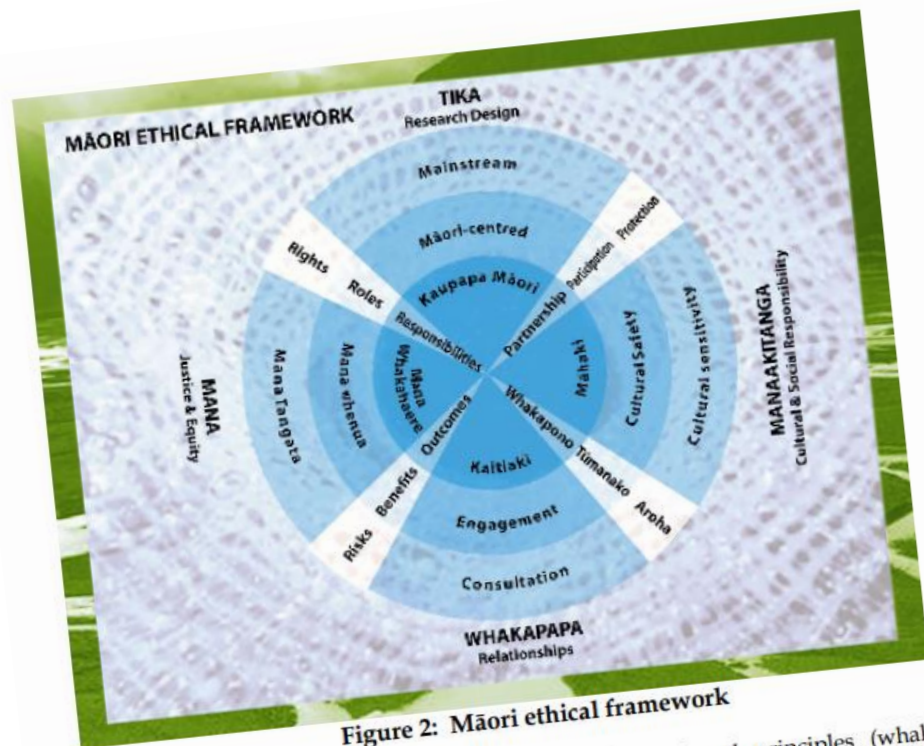 MĀORI ETHICAL FRAMEWORK
TIKA
Research Design
Mainstream
Māori-centred
Kaupapa Māori
Rights
Roles
Responsibilities
Protection
Participation
Partnership
MANA
Justice & Equity
Mana Tangata
Mana whenua
Mana
Whakahaere
Māhaki
Cultural Safety
Cultural sensitivity
MANAAKITANGA
Cultural & Social Responsibility
Outcomes
Benefits
Risks
Whakapono
Tūmanako
Aroha
Kaitiaki
Engagement
Consultation
WHAKAPAPA
Relationships
Figure 2: Māori ethical framework